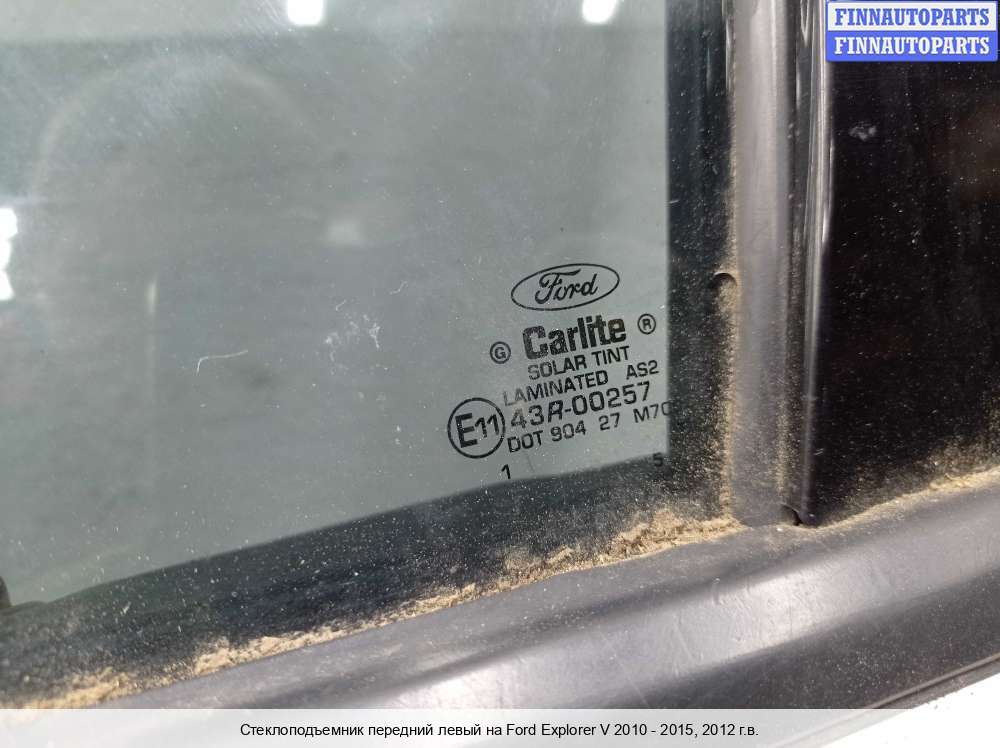 FINNAUTOPARTS
FINNAUTOPARTS
Ford
G Carlite ®
SOLAR TINT
LAMINATED AS2
E11 43R-00257
DOT 904 27 M70
1 5
Стеклоподъемник передний левый на Ford Explorer V 2010 - 2015, 2012 г.в.